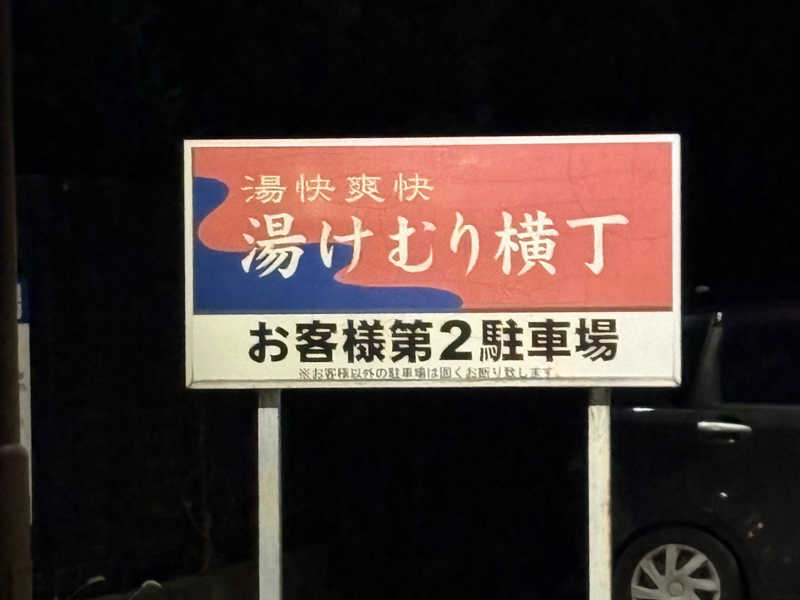 湯快爽快
湯けむり横丁
お客様第2駐車場
※お客様以外の駐車場は固くお断り致します。